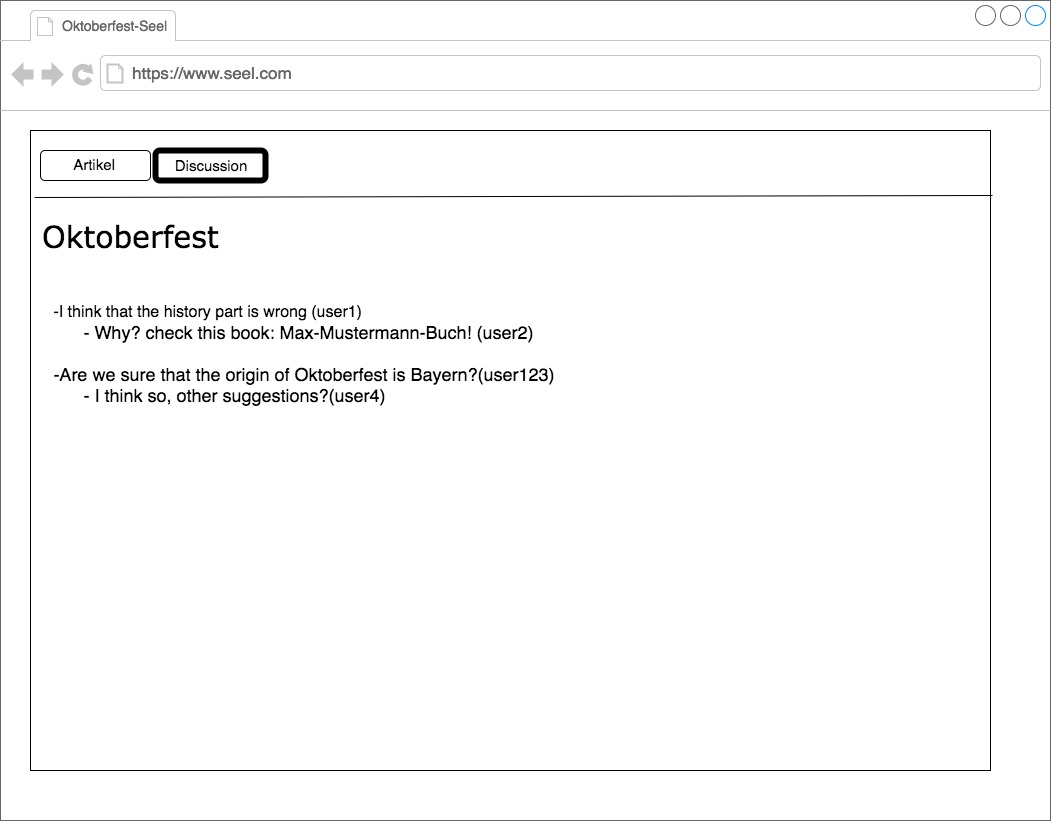 Oktoberfest-Seel
https://www.seel.com
Artikel
Discussion
Oktoberfest
-I think that the history part is wrong (user1)
- Why? check this book: Max-Mustermann-Buch! (user2)
-Are we sure that the origin of Oktoberfest is Bayern?(user123)
- I think so, other suggestions?(user4)